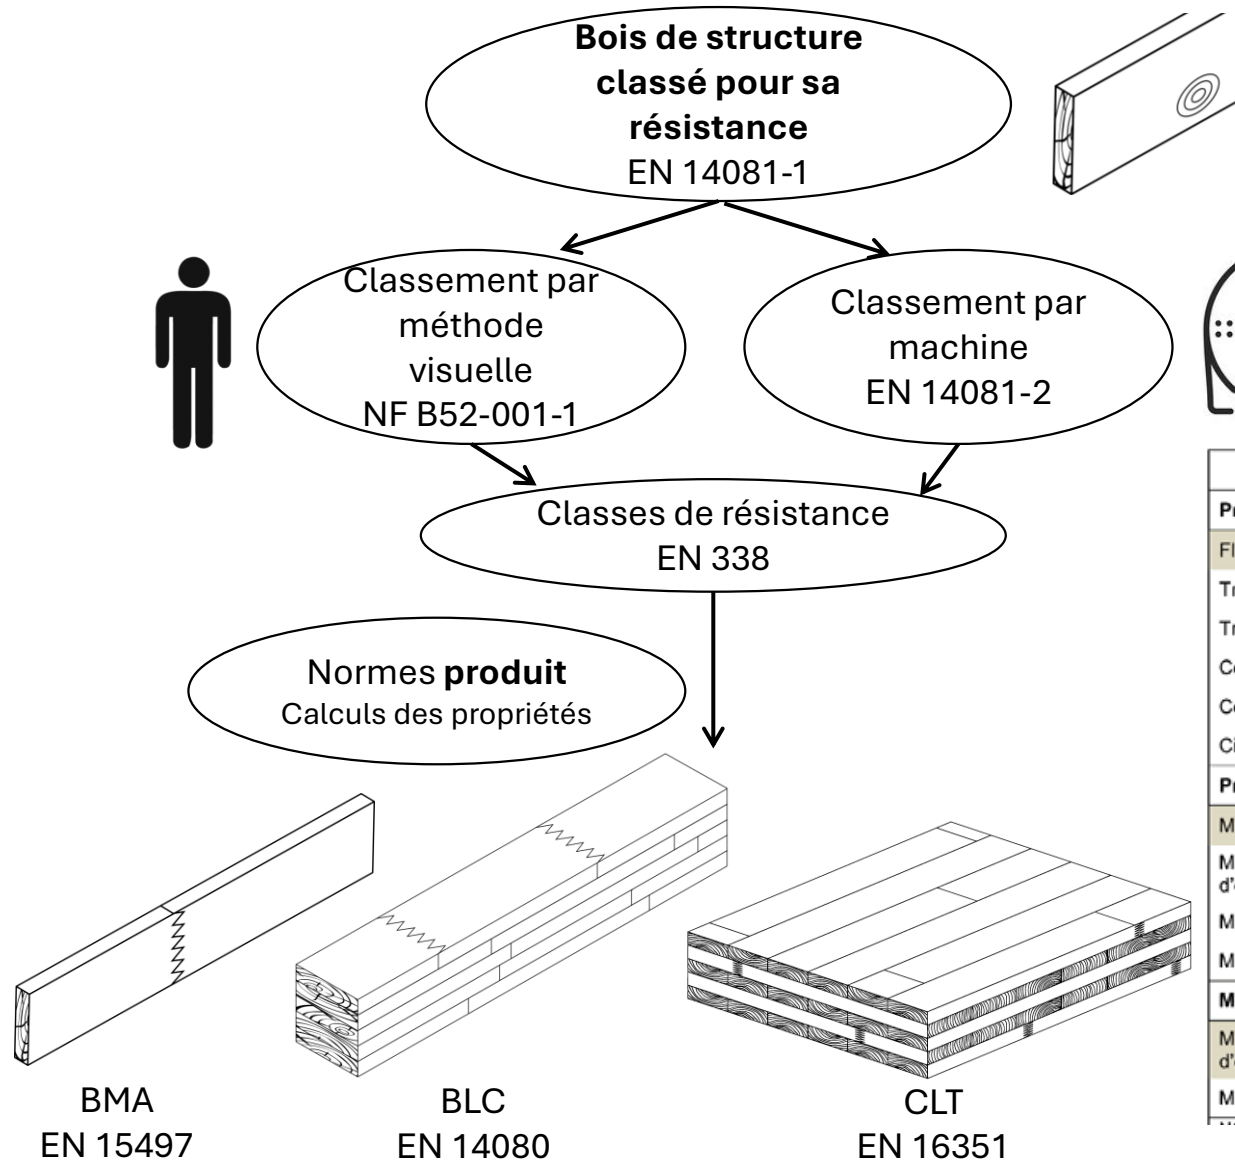 Bois de structure
classé pour sa
résistance
EN 14081-1
Classement par
méthode
visuelle
NF B52-001-1
Classement par
machine
EN 14081-2
Classes de résistance
EN 338
Normes produit
Calculs des propriétés
BMA
EN 15497
BLC
EN 14080
CLT
EN 16351